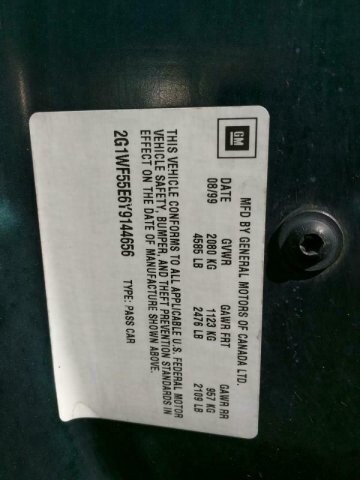 GM
MFD BY GENERAL MOTORS OF CANADA LTD.
DATE GVWR GAWR FRT GAWR RR
08/99 2080 KG 1123 KG 957 KG
4585 LB 2476 LB 2109 LB
THIS VEHICLE CONFORMS TO ALL APPLICABLE U.S. FEDERAL MOTOR
VEHICLE SAFETY, BUMPER, AND THEFT PREVENTION STANDARDS IN
EFFECT ON THE DATE OF MANUFACTURE SHOWN ABOVE.
2G1WF55E6Y9144656 TYPE: PASS CAR